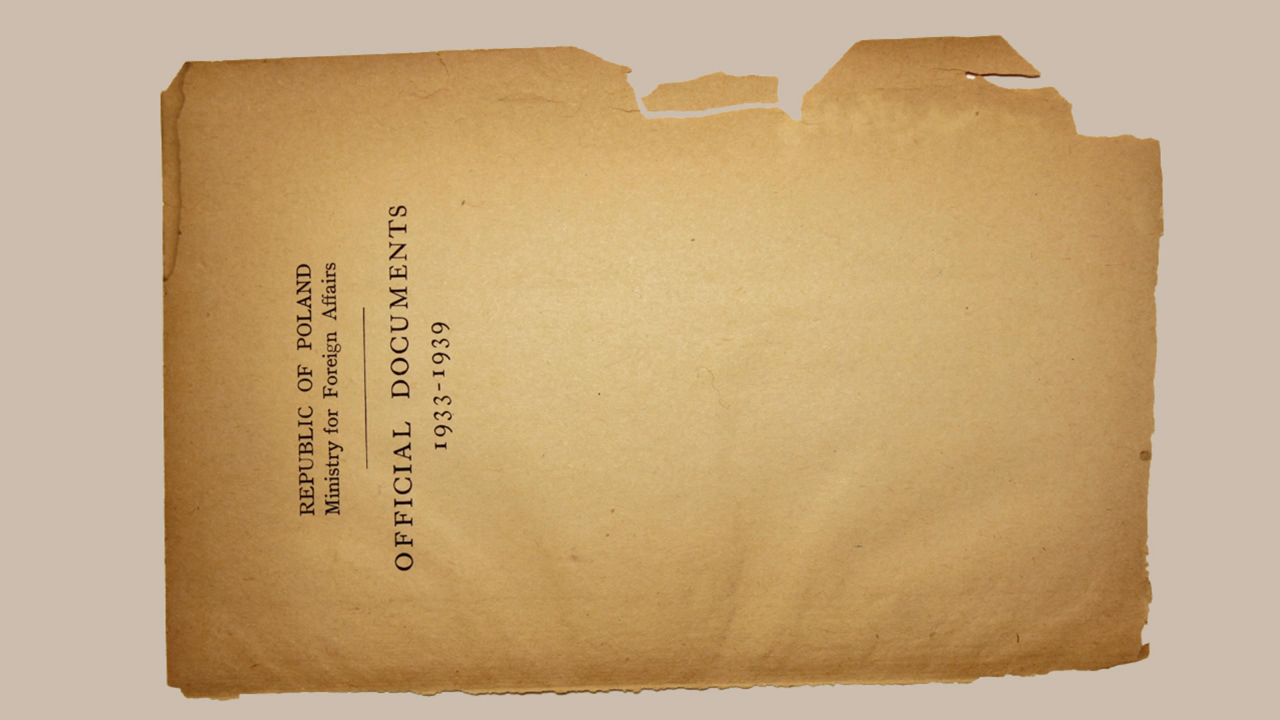 REPUBLIC OF POLAND
Ministry for Foreign Affairs
OFFICIAL DOCUMENTS
1933-1939